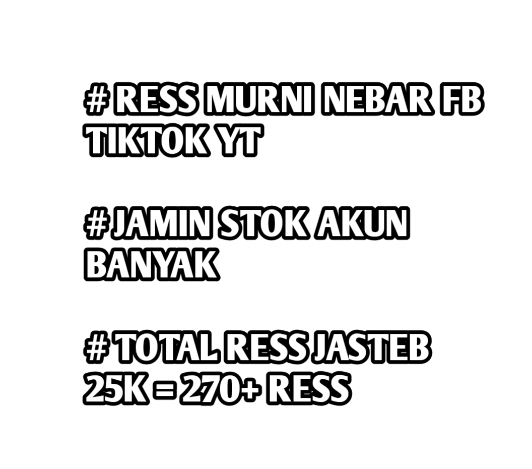 # RESS MURNI NEBAR FB
TIKTOK YT
# JAMIN STOK AKUN
BANYAK
# TOTAL RESS JASTEB
25K = 270+ RESS